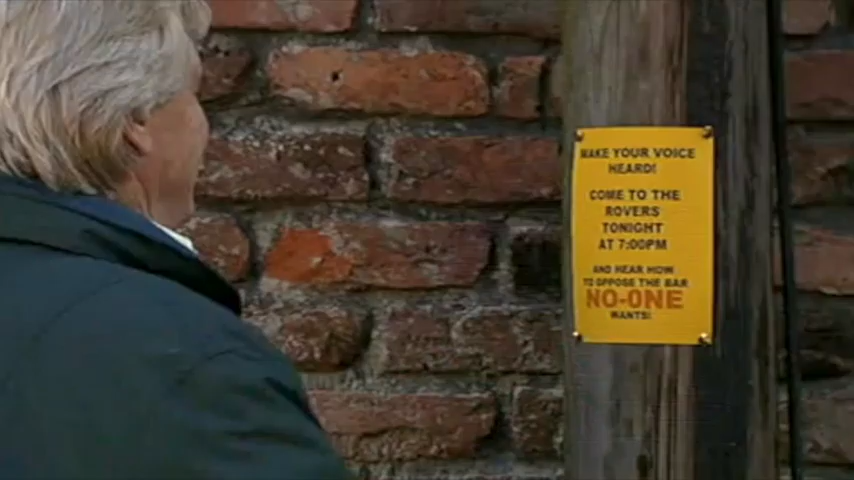 MAKE YOUR VOICE
HEARD!
COME TO THE
ROVERS
TONIGHT
AT 7:00PM
AND HEAR HOW
TO OPPOSE THE BAR
NO-ONE
WANTS!